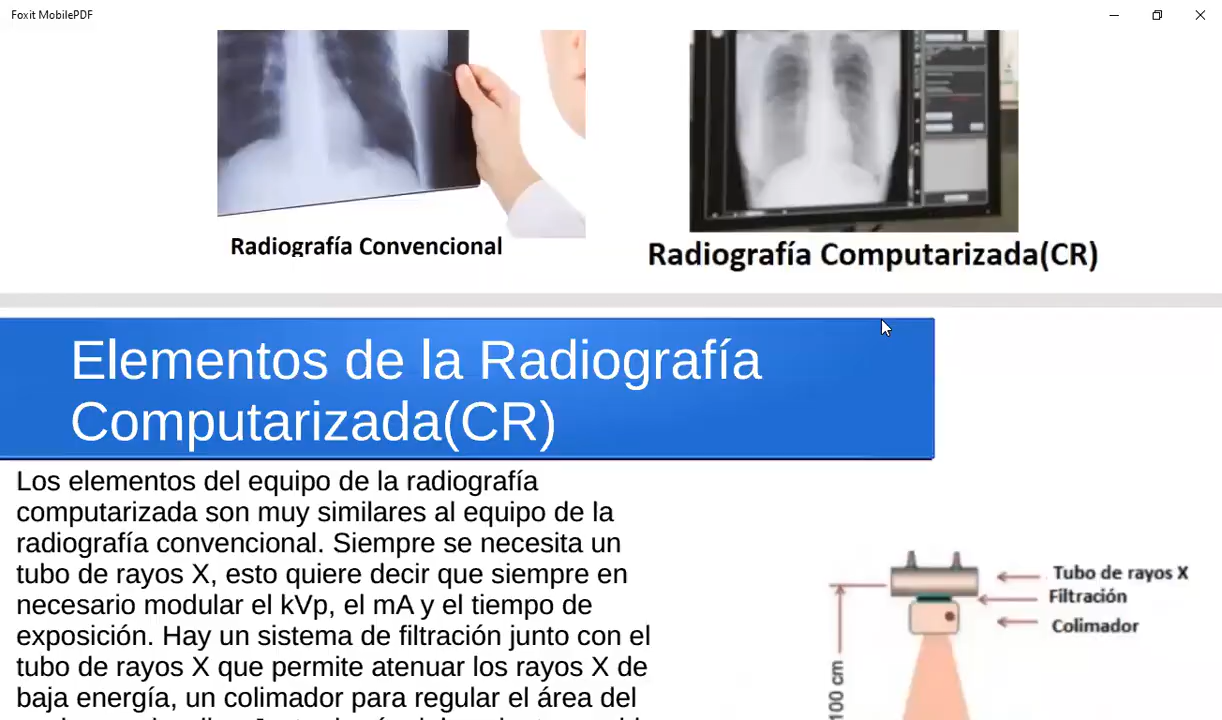 Foxit MobilePDF
Radiografía Convencional
Radiografía Computarizada(CR)
Elementos de la Radiografía
Computarizada(CR)
Los elementos del equipo de la radiografía
computarizada son muy similares al equipo de la
radiografía convencional. Siempre se necesita un
tubo de rayos X, esto quiere decir que siempre en
necesario modular el kVp, el mA y el tiempo de
exposición. Hay un sistema de filtración junto con el
tubo de rayos X que permite atenuar los rayos X de
baja energía, un colimador para regular el área del
Tubo de rayos X
Filtración
Colimador
100 cm